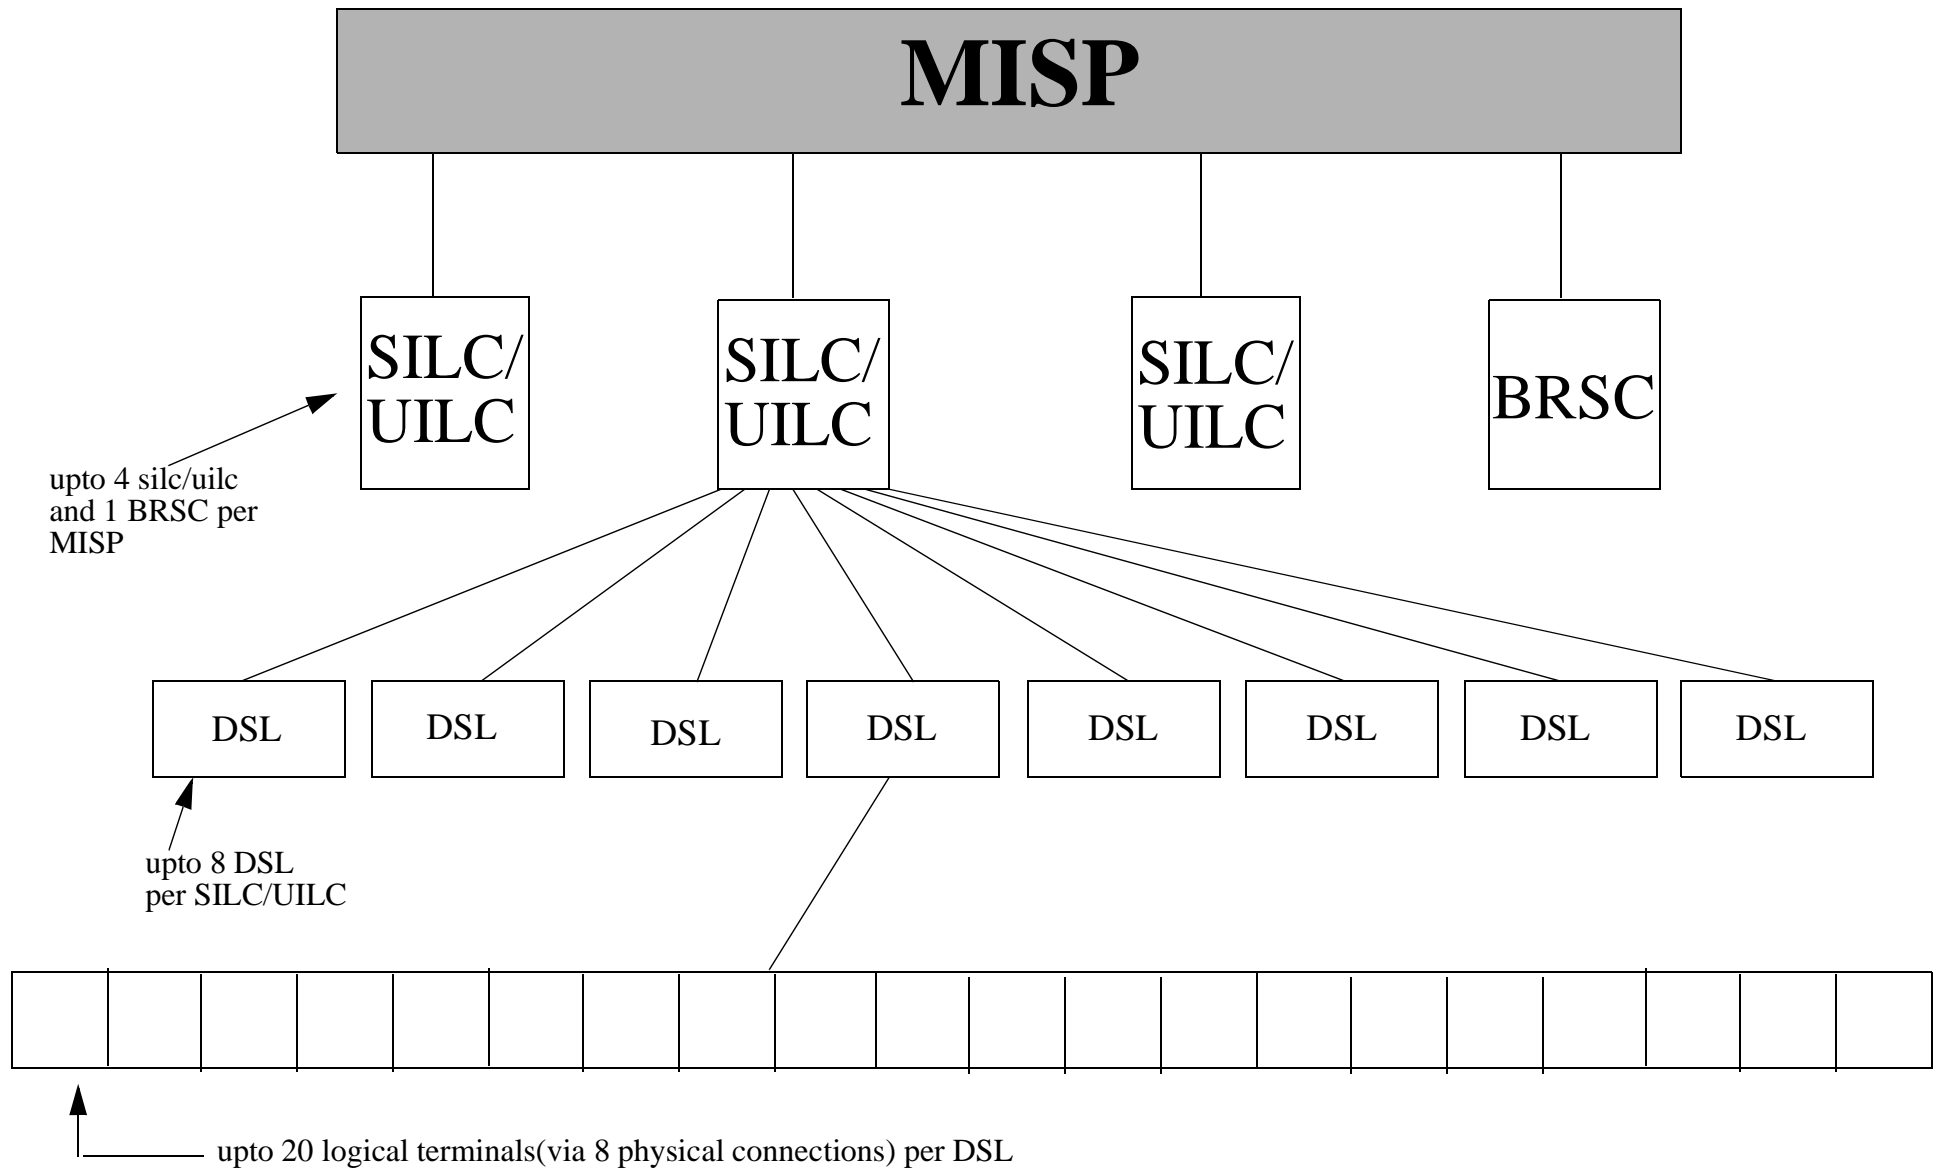 MISP
SILC/
UILC
SILC/
UILC
SILC/
UILC
BRSC
upto 4 silc/uilc
and 1 BRSC per
MISP
DSL
DSL
DSL
DSL
DSL
DSL
DSL
DSL
upto 8 DSL
per SILC/UILC
upto 20 logical terminals(via 8 physical connections) per DSL